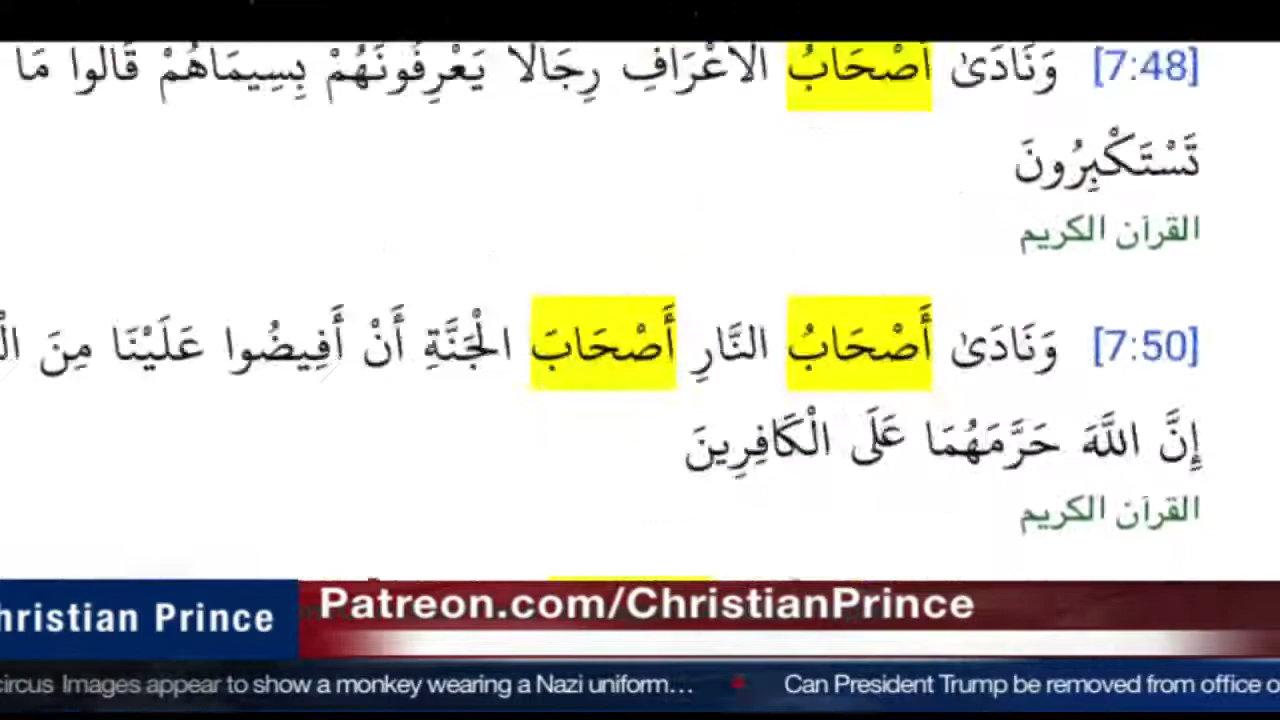 [7:48] وَنَادَىٰ أَصْحَابُ الْأَعْرَافِ رِجَالًا يَعْرِفُونَهُمْ بِسِيمَاهُمْ قَالُوا مَا
تَسْتَكْبِرُونَ
القرآن الكريم
[7:50] وَنَادَىٰ أَصْحَابُ النَّارِ أَصْحَابَ الْجَنَّةِ أَنْ أَفِيضُوا عَلَيْنَا مِنَ
إِنَّ اللَّهَ حَرَّمَهُمَا عَلَى الْكَافِرِينَ
القرآن الكريم
hristian Prince
Patreon.com/ChristianPrince
circus Images appear to show a monkey wearing a Nazi uniform... Can President Trump be removed from office